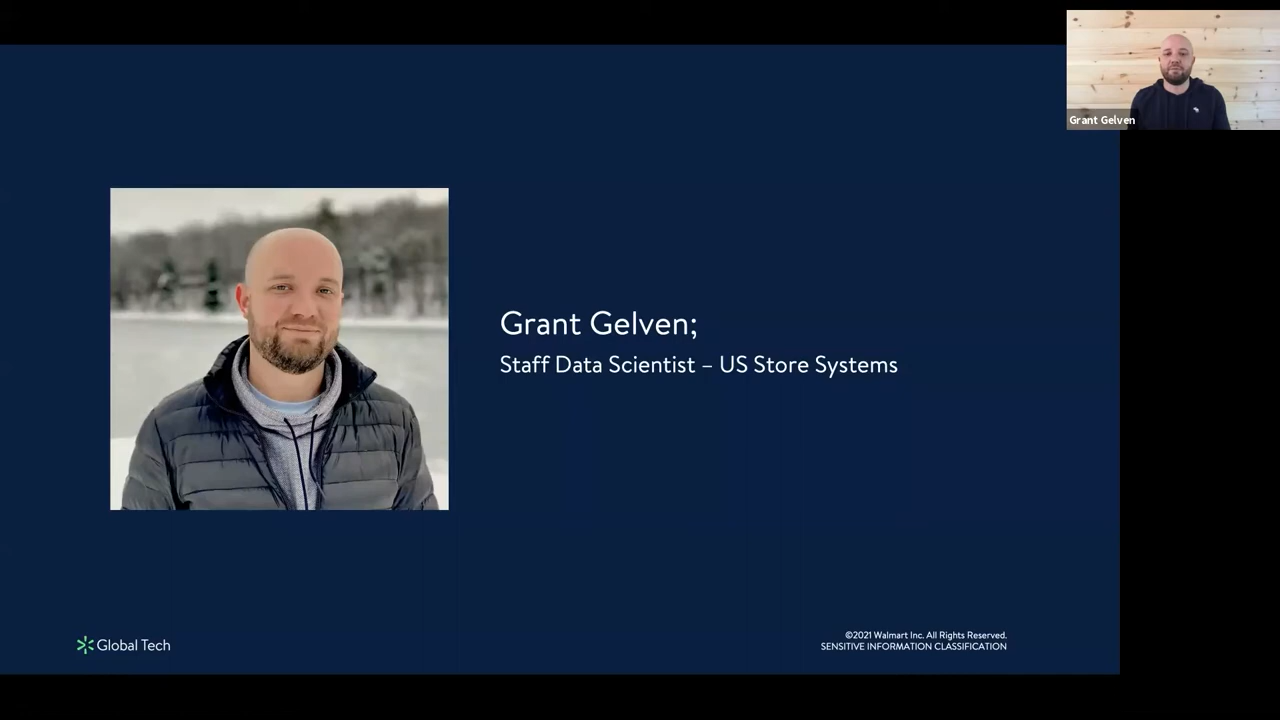 Grant Gelven
Grant Gelven;
Staff Data Scientist – US Store Systems
Global Tech
©2021 Walmart Inc. All Rights Reserved.
SENSITIVE INFORMATION CLASSIFICATION